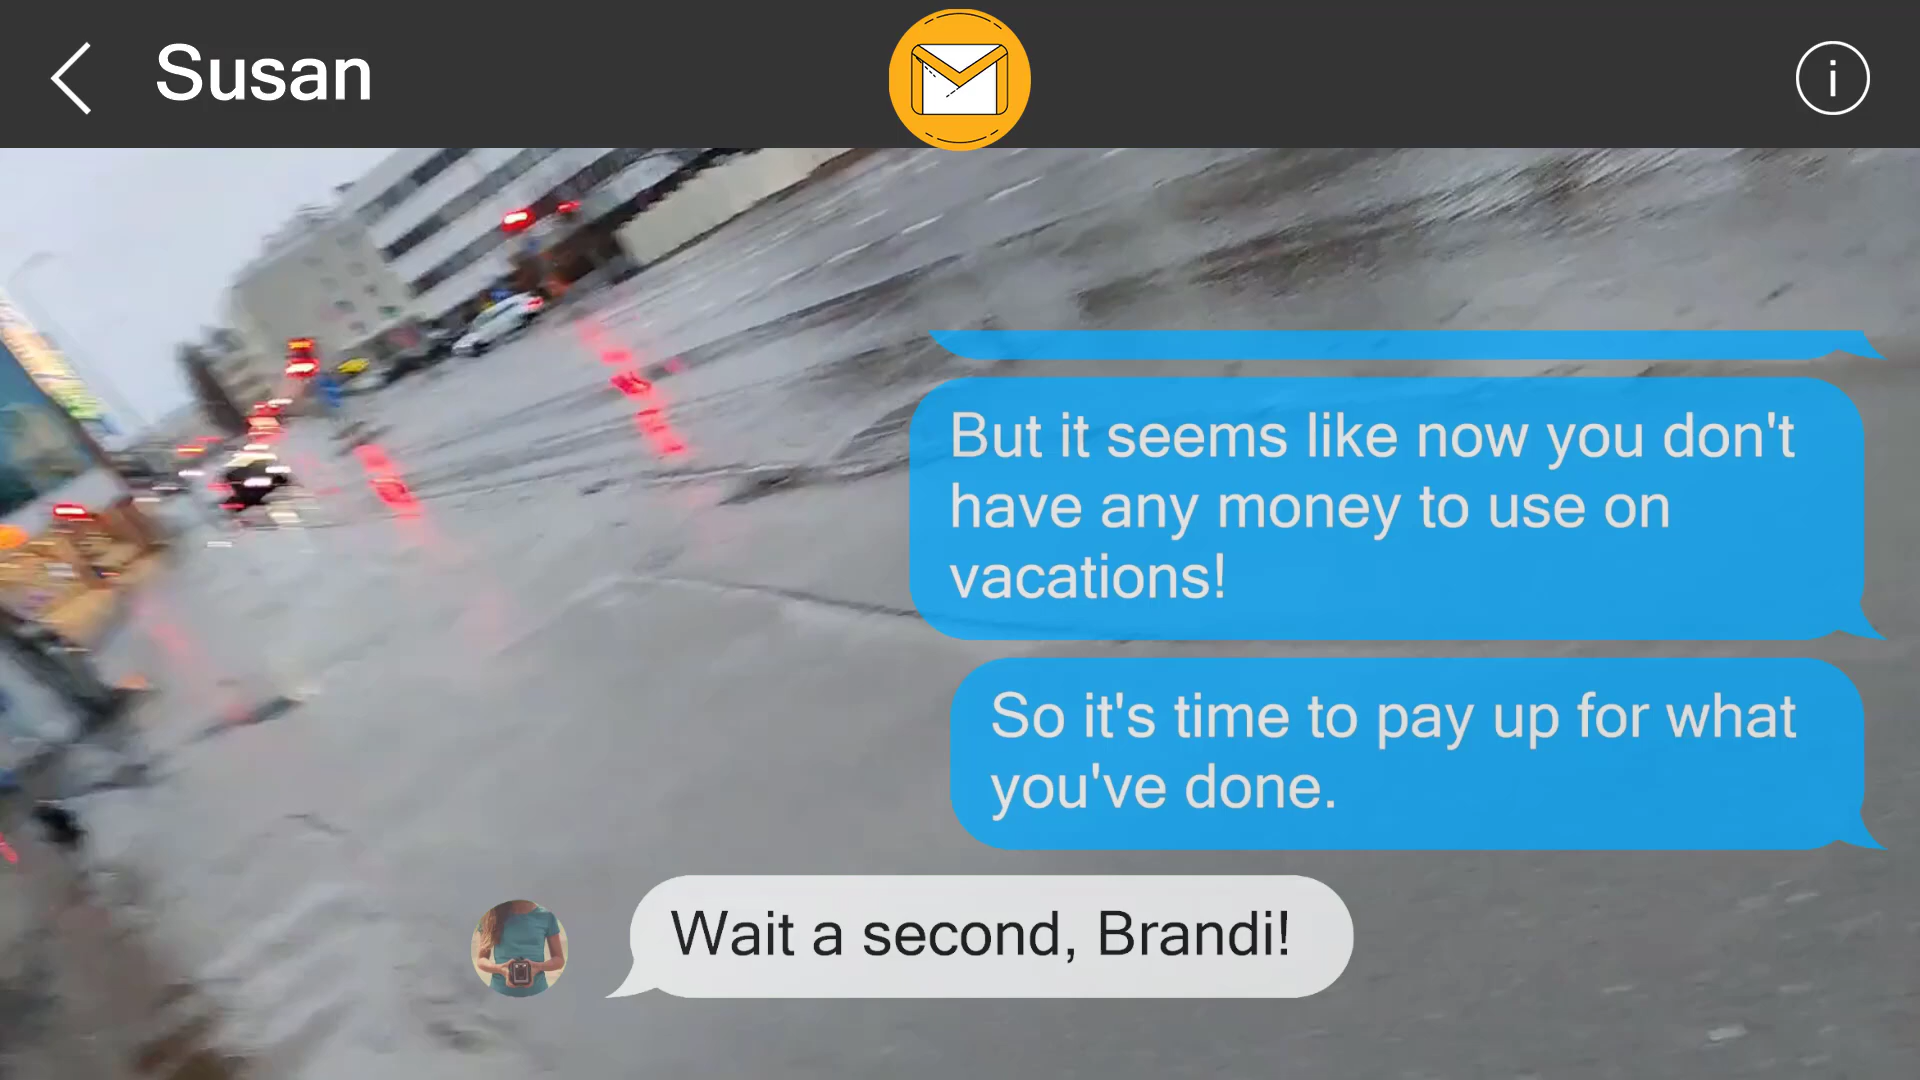 Susan
But it seems like now you don't
have any money to use on
vacations!
So it's time to pay up for what
you've done.
Wait a second, Brandi!